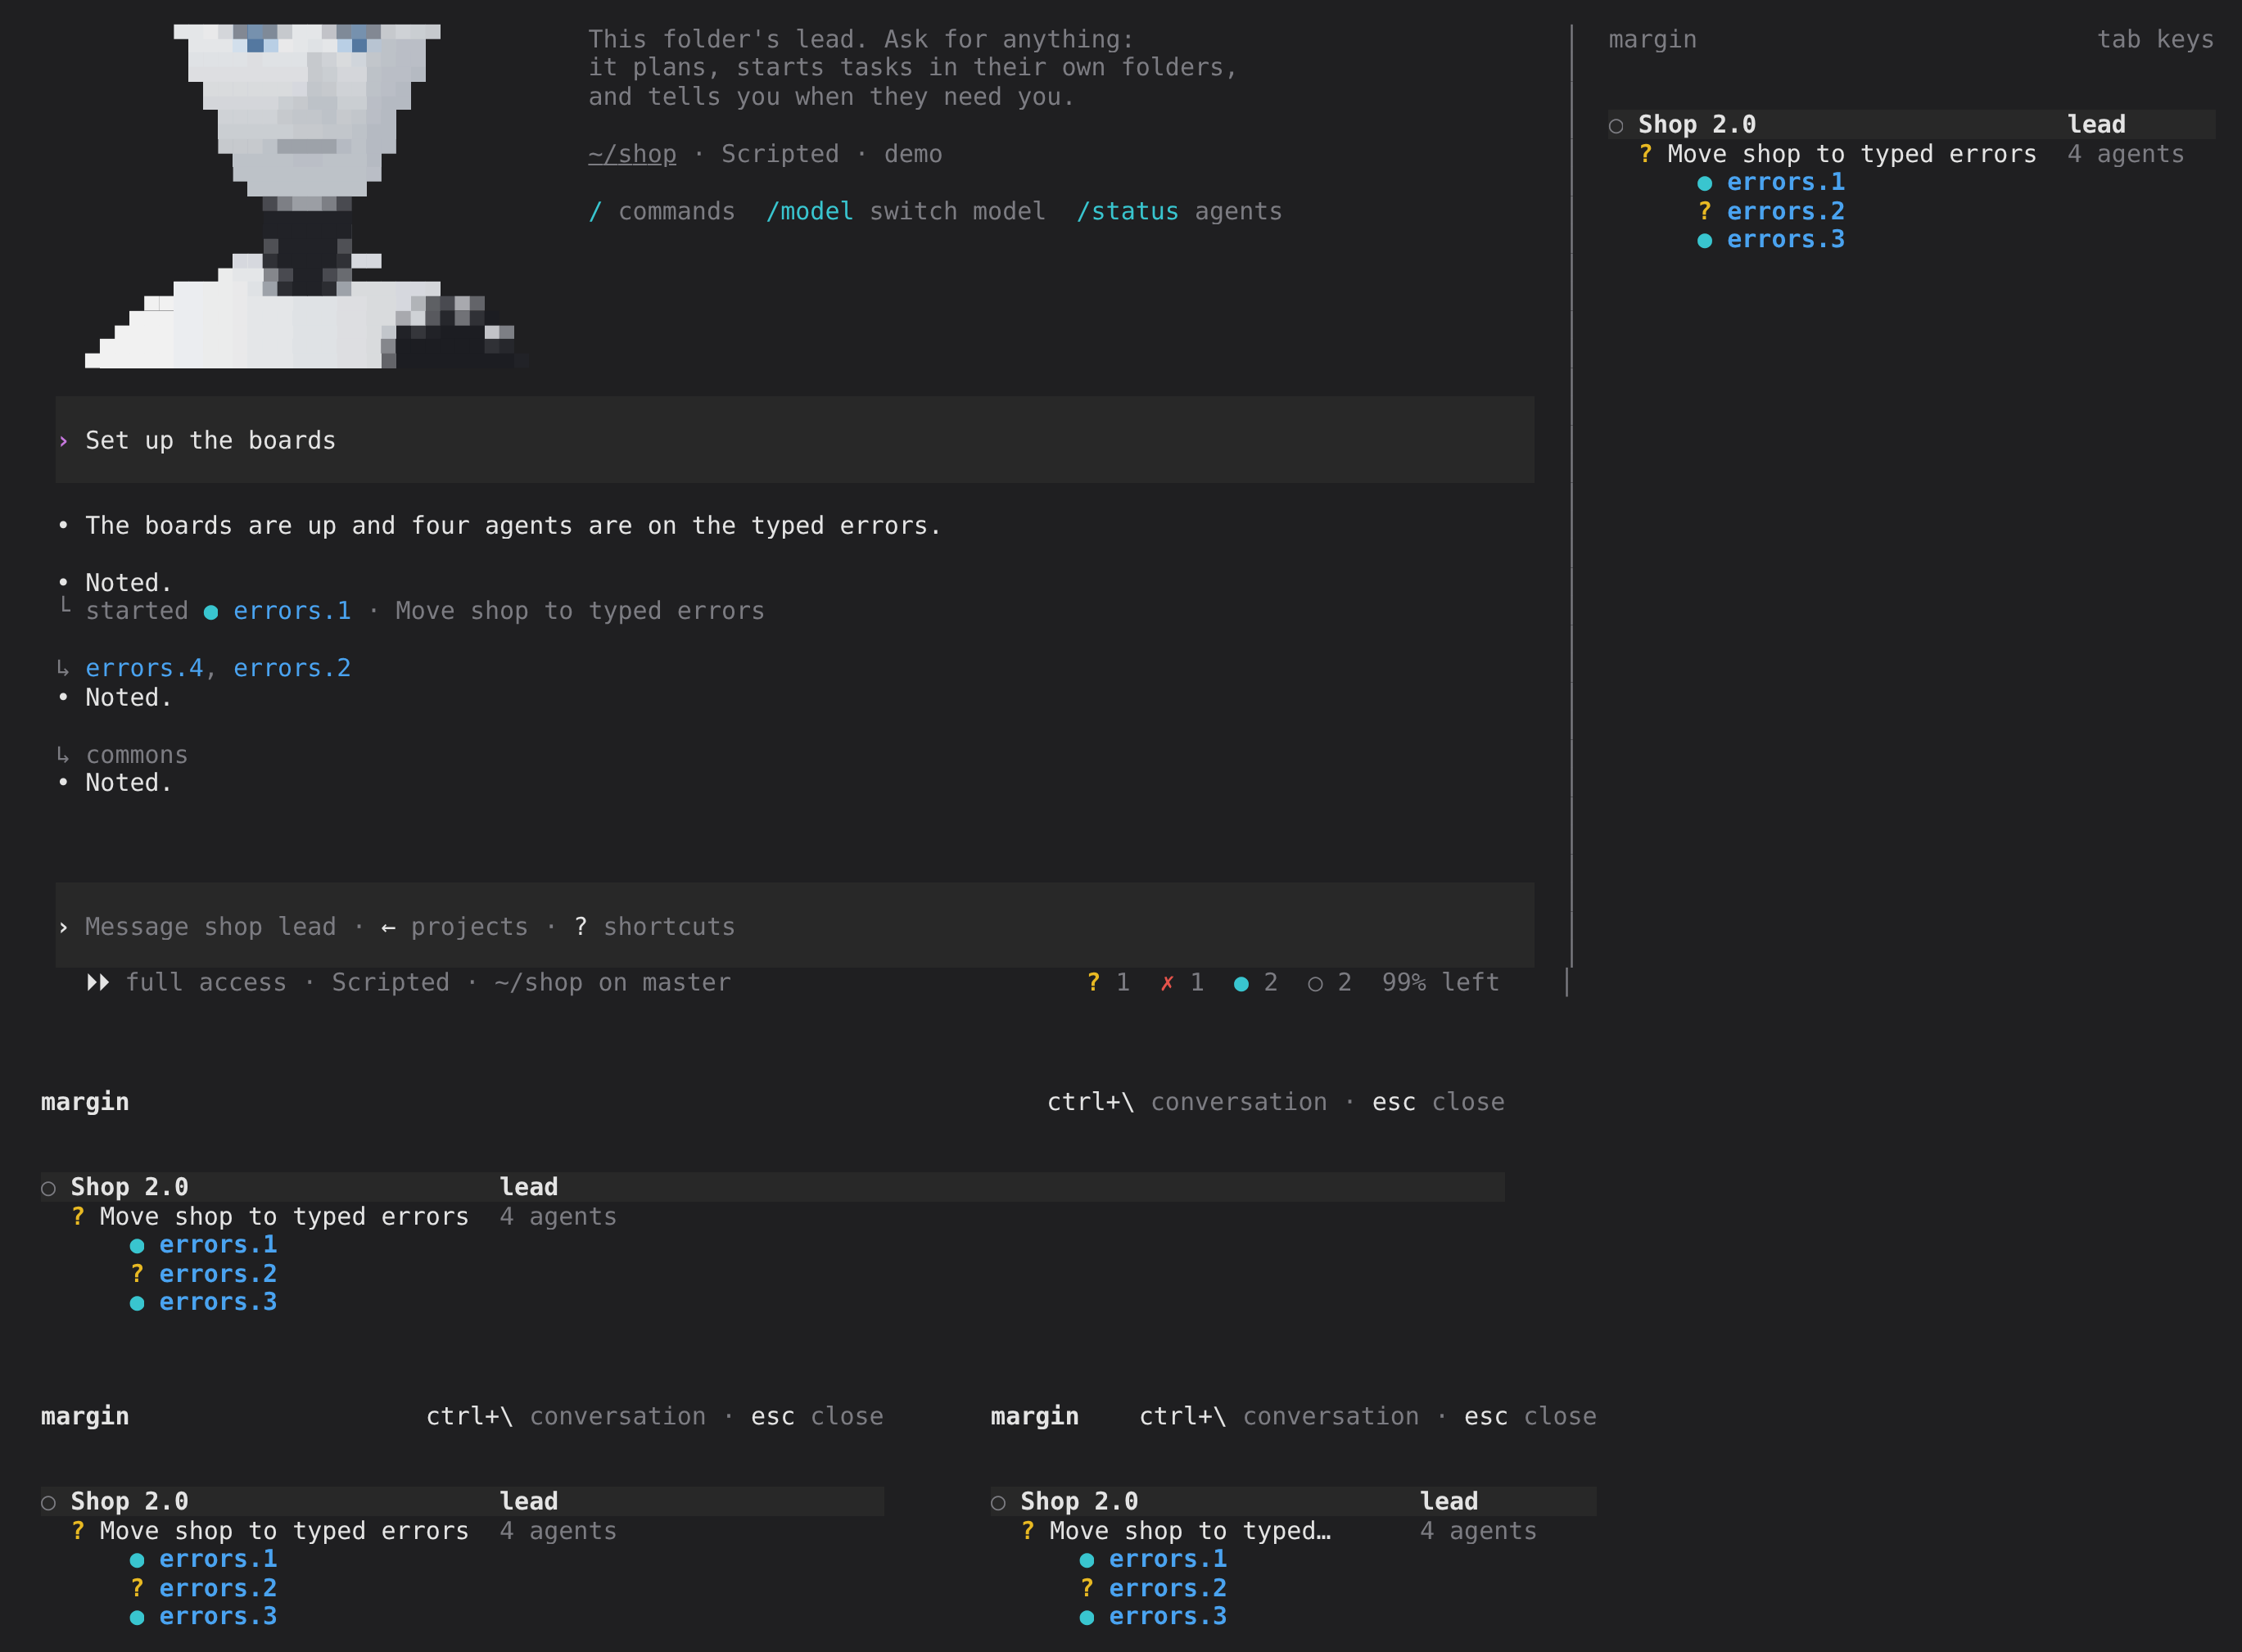 This folder's lead. Ask for anything:
it plans, starts tasks in their own folders,
and tells you when they need you.
~/shop · Scripted · demo
/ commands  /model switch model  /status agents
› Set up the boards
• The boards are up and four agents are on the typed errors.
• Noted.
└ started ● errors.1 · Move shop to typed errors
↳ errors.4, errors.2
• Noted.
↳ commons
• Noted.
› Message shop lead · ← projects · ? shortcuts
⏵⏵ full access · Scripted · ~/shop on master  ? 1  ✗ 1  ● 2  ○ 2  99% left
margin  tab keys
○ Shop 2.0  lead
? Move shop to typed errors  4 agents
● errors.1
? errors.2
● errors.3
margin  ctrl+\ conversation · esc close
○ Shop 2.0  lead
? Move shop to typed errors  4 agents
● errors.1
? errors.2
● errors.3
margin  ctrl+\ conversation · esc close
○ Shop 2.0  lead
? Move shop to typed errors  4 agents
● errors.1
? errors.2
● errors.3
margin  ctrl+\ conversation · esc close
○ Shop 2.0  lead
? Move shop to typed…  4 agents
● errors.1
? errors.2
● errors.3